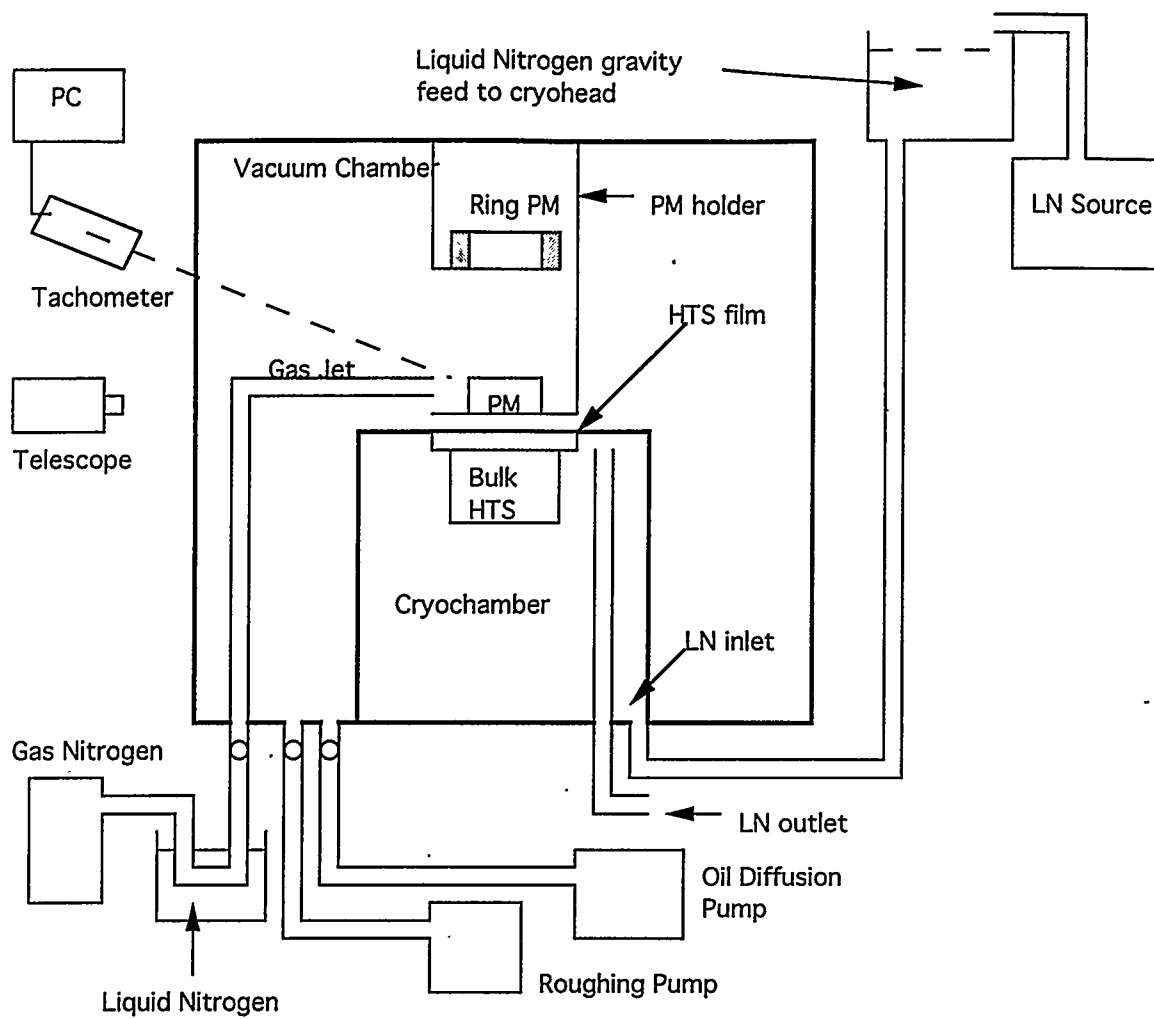 Liquid Nitrogen gravity
feed to cryohead
PC
Vacuum Chamber
Ring PM
PM holder
LN Source
Tachometer
HTS film
Gas Jet
PM
Telescope
Bulk
HTS
Cryochamber
LN inlet
Gas Nitrogen
LN outlet
Oil Diffusion
Pump
Roughing Pump
Liquid Nitrogen